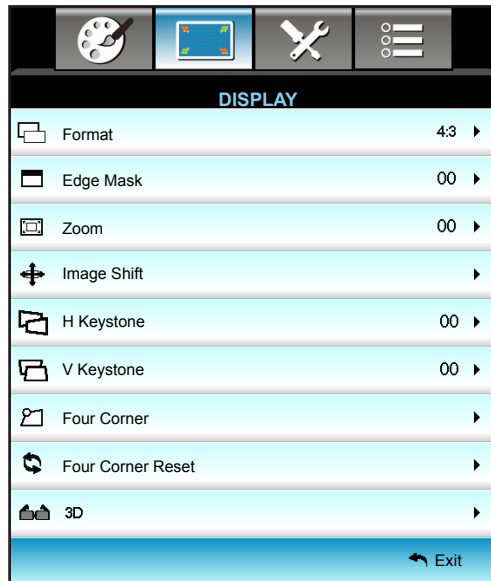 DISPLAY
Format 4:3
Edge Mask 00
Zoom 00
Image Shift
H Keystone 00
V Keystone 00
Four Corner
Four Corner Reset
3D
Exit